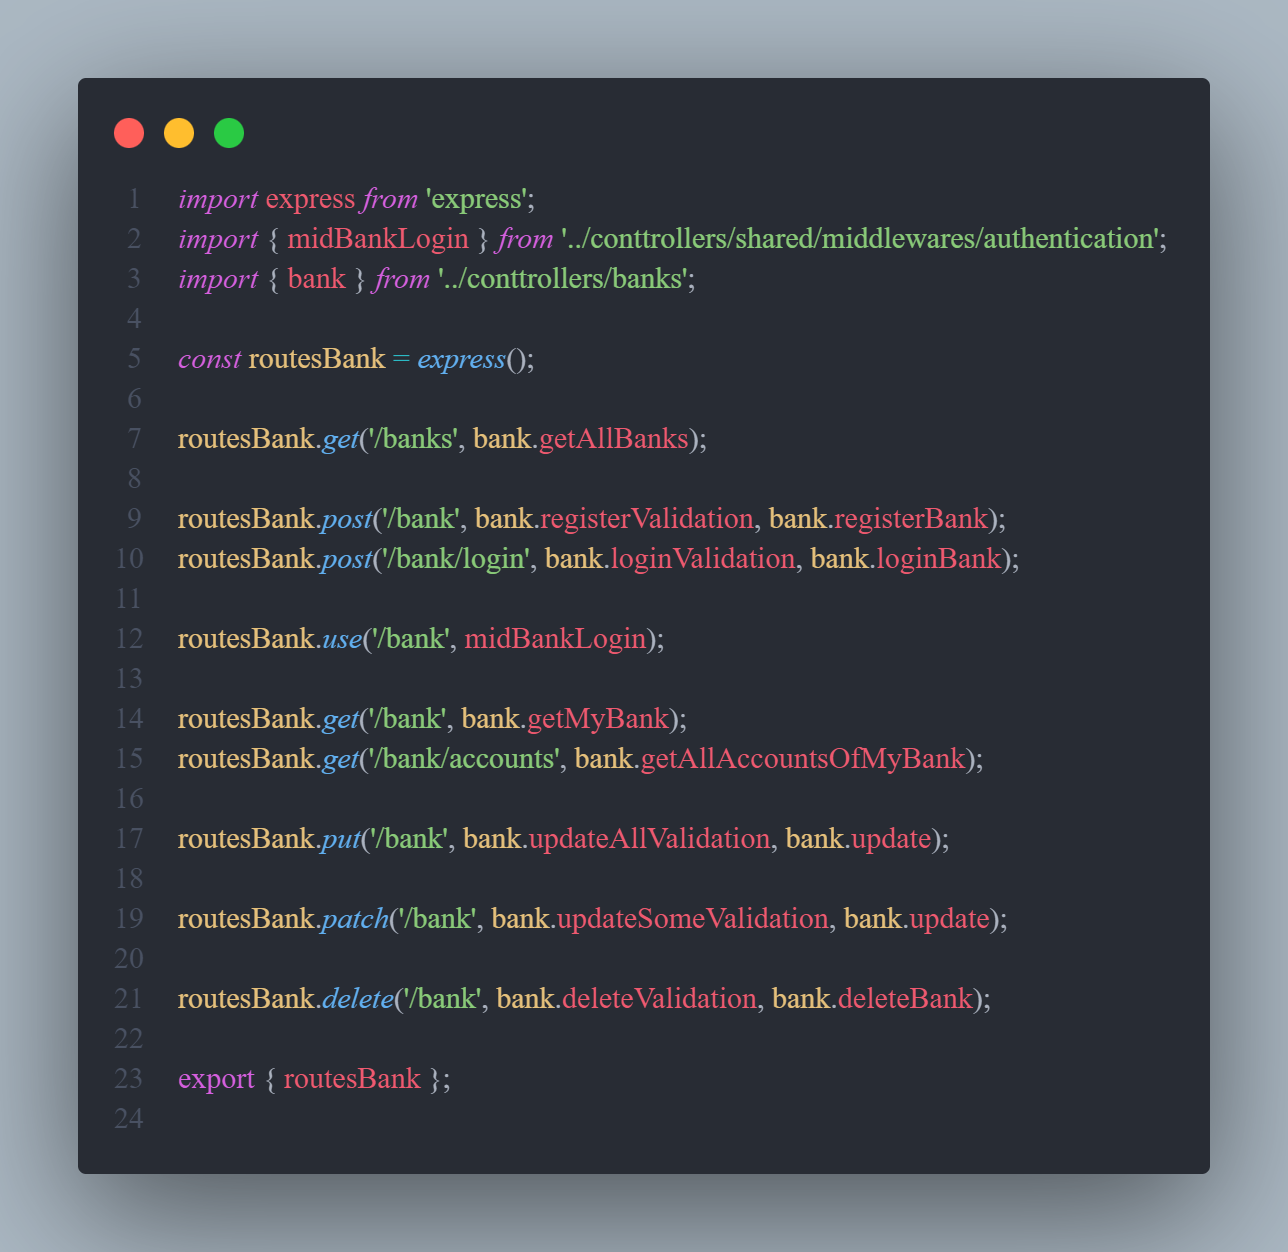 1 import express from 'express';
2 import { midBankLogin } from '../conttrollers/shared/middlewares/authentication';
3 import { bank } from '../conttrollers/banks';
4
5 const routesBank = express();
6
7 routesBank.get('/banks', bank.getAllBanks);
8
9 routesBank.post('/bank', bank.registerValidation, bank.registerBank);
10 routesBank.post('/bank/login', bank.loginValidation, bank.loginBank);
11
12 routesBank.use('/bank', midBankLogin);
13
14 routesBank.get('/bank', bank.getMyBank);
15 routesBank.get('/bank/accounts', bank.getAllAccountsOfMyBank);
16
17 routesBank.put('/bank', bank.updateAllValidation, bank.update);
18
19 routesBank.patch('/bank', bank.updateSomeValidation, bank.update);
20
21 routesBank.delete('/bank', bank.deleteValidation, bank.deleteBank);
22
23 export { routesBank };
24